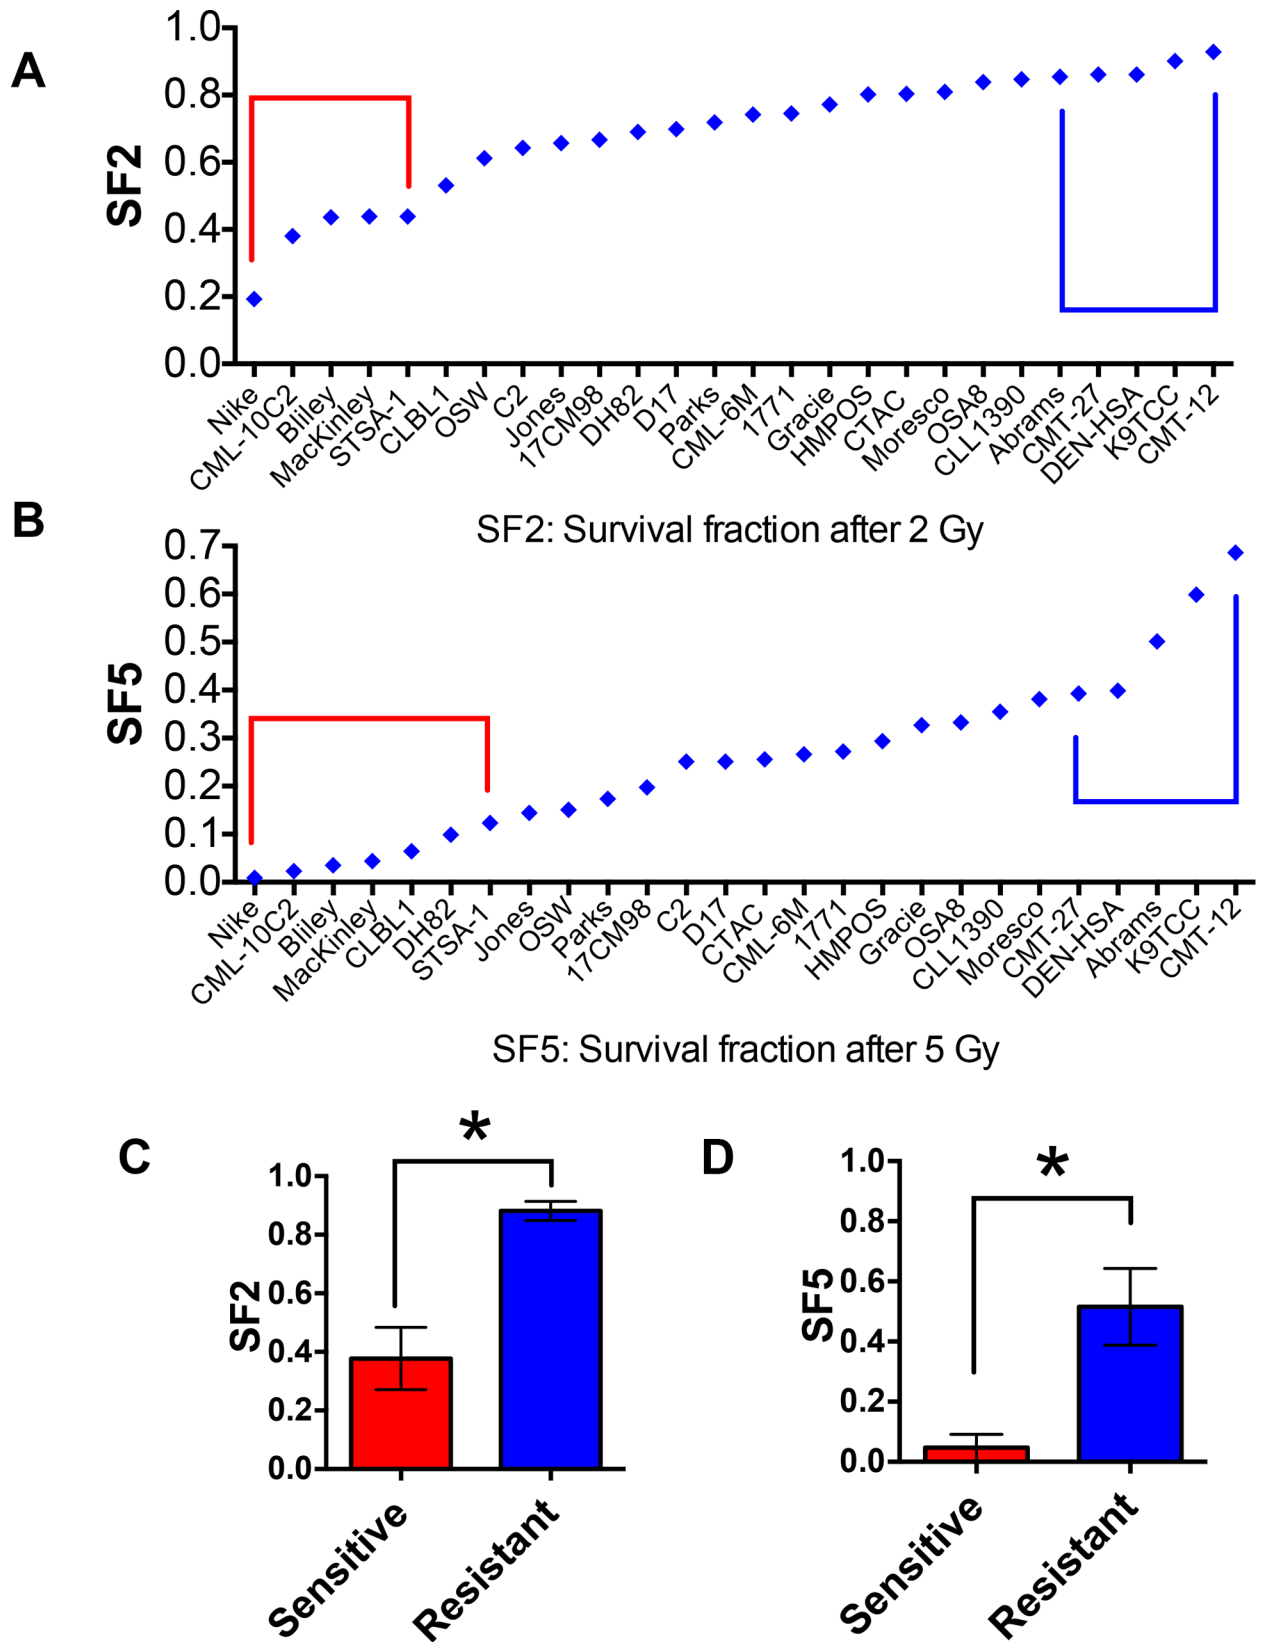 A
SF2
1.0
0.8
0.6
0.4
0.2
0.0
Nike
CML-10C2
Bliley
MacKinley
STSA-1
CLBL1
OSW
C2
Jones
17CM98
DH82
D17
Parks
CML-6M
1771
Gracie
HMPOS
CTAC
Moresco
OSA8
CLL1390
Abrams
CMT-27
DEN-HSA
K9TCC
CMT-12
SF2: Survival fraction after 2 Gy
B
SF5
0.7
0.6
0.5
0.4
0.3
0.2
0.1
0.0
Nike
CML-10C2
Bliley
MacKinley
CLBL1
DH82
STSA-1
Jones
OSW
Parks
17CM98
C2
D17
CTAC
CML-6M
1771
HMPOS
Gracie
OSA8
CLL1390
Moresco
CMT-27
DEN-HSA
Abrams
K9TCC
CMT-12
SF5: Survival fraction after 5 Gy
C
*
SF2
1.0
0.8
0.6
0.4
0.2
0.0
Sensitive
Resistant
D
*
SF5
1.0
0.8
0.6
0.4
0.2
0.0
Sensitive
Resistant